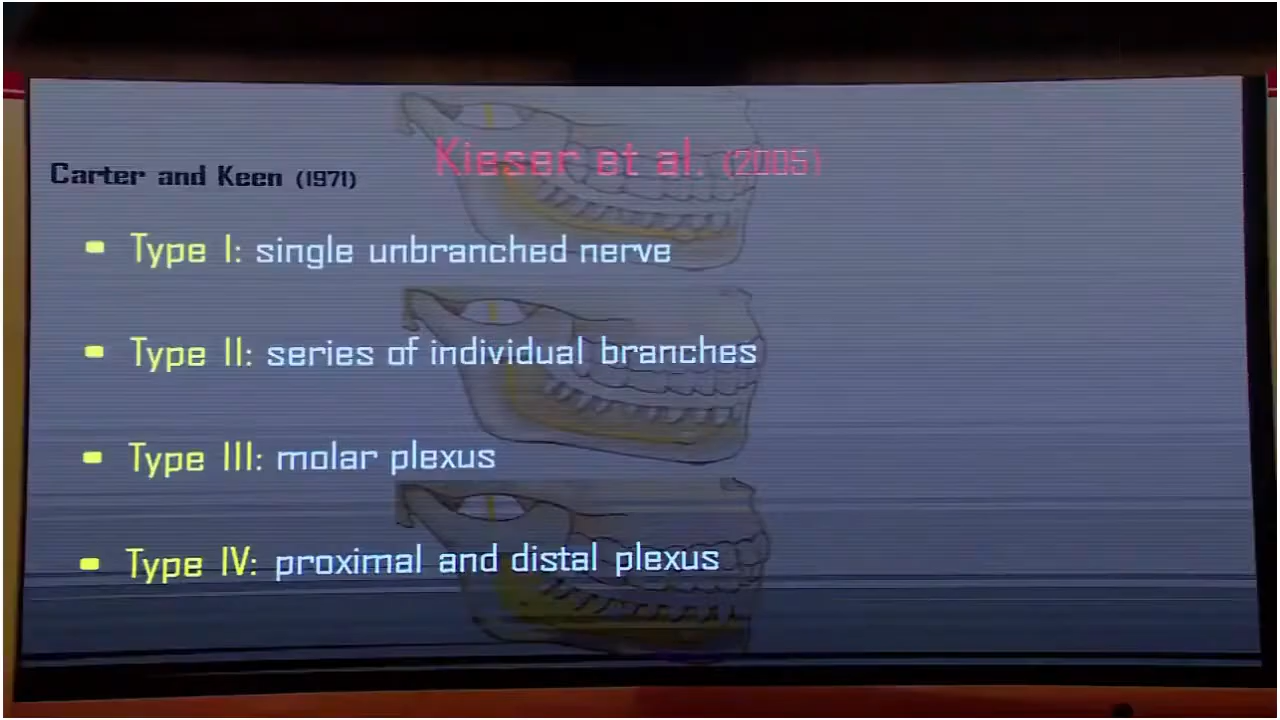 Kieser et al. (2005)
Carter and Keen (1971)
Type I: single unbranched nerve
Type II: series of individual branches
Type III: molar plexus
Type IV: proximal and distal plexus